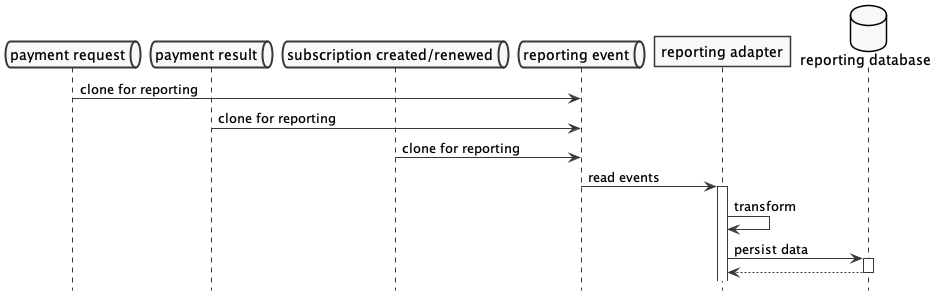 payment request
payment result
subscription created/renewed
reporting event
reporting adapter
reporting database
clone for reporting
clone for reporting
clone for reporting
read events
transform
persist data